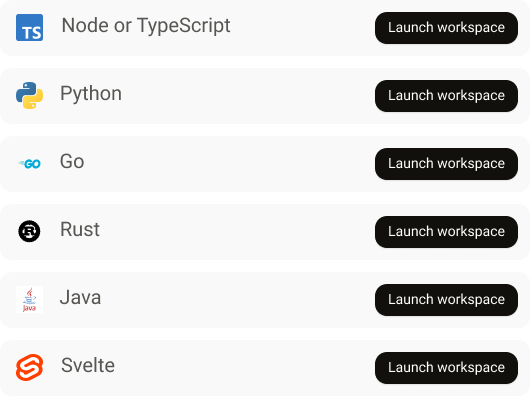 TS
Node or TypeScript
Launch workspace
Python
Launch workspace
GO
Go
Launch workspace
R
Rust
Launch workspace
Java
Java
Launch workspace
Svelte
Launch workspace